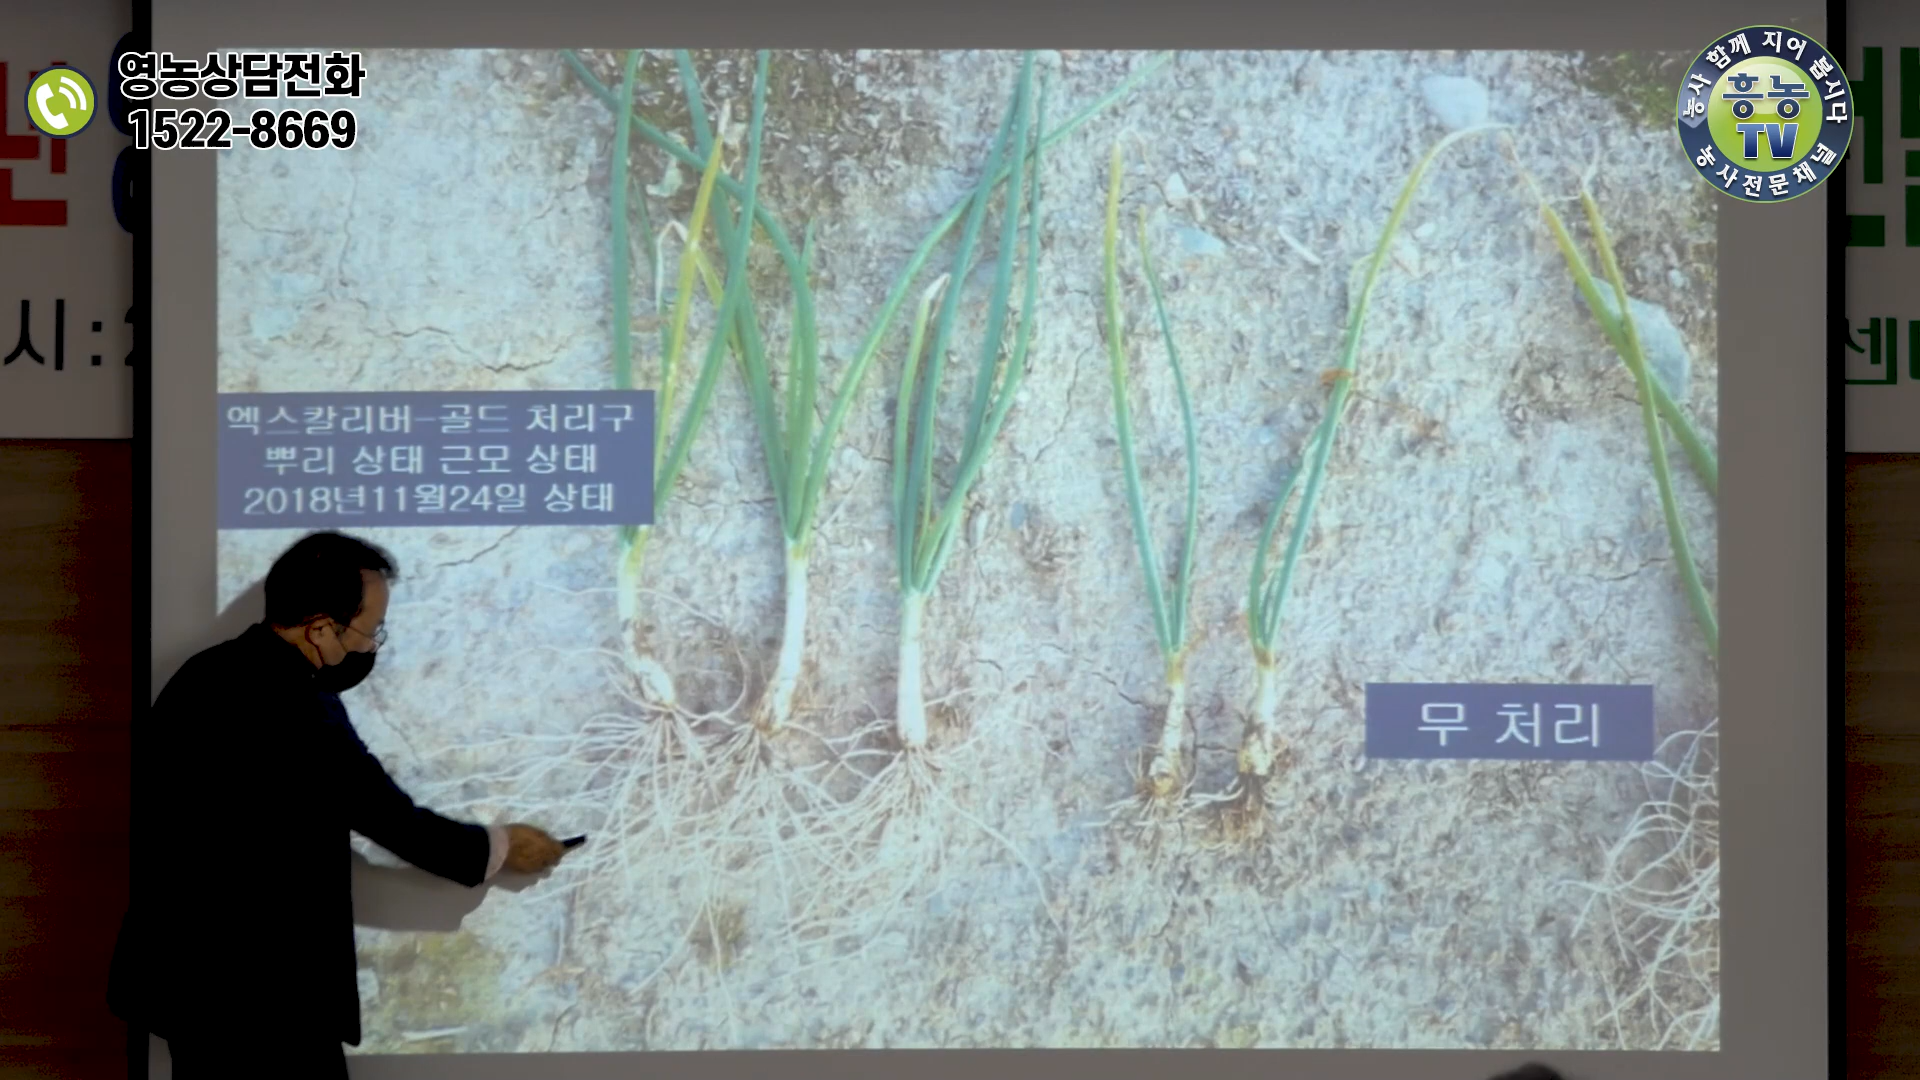 영농상담전화
1522-8669
농사 함께 지어 봅시다
흥농
TV
농사전문채널
시:
엑스칼리버-골드 처리구
뿌리 상태 근모 상태
2018년11월24일 상태
무 처리